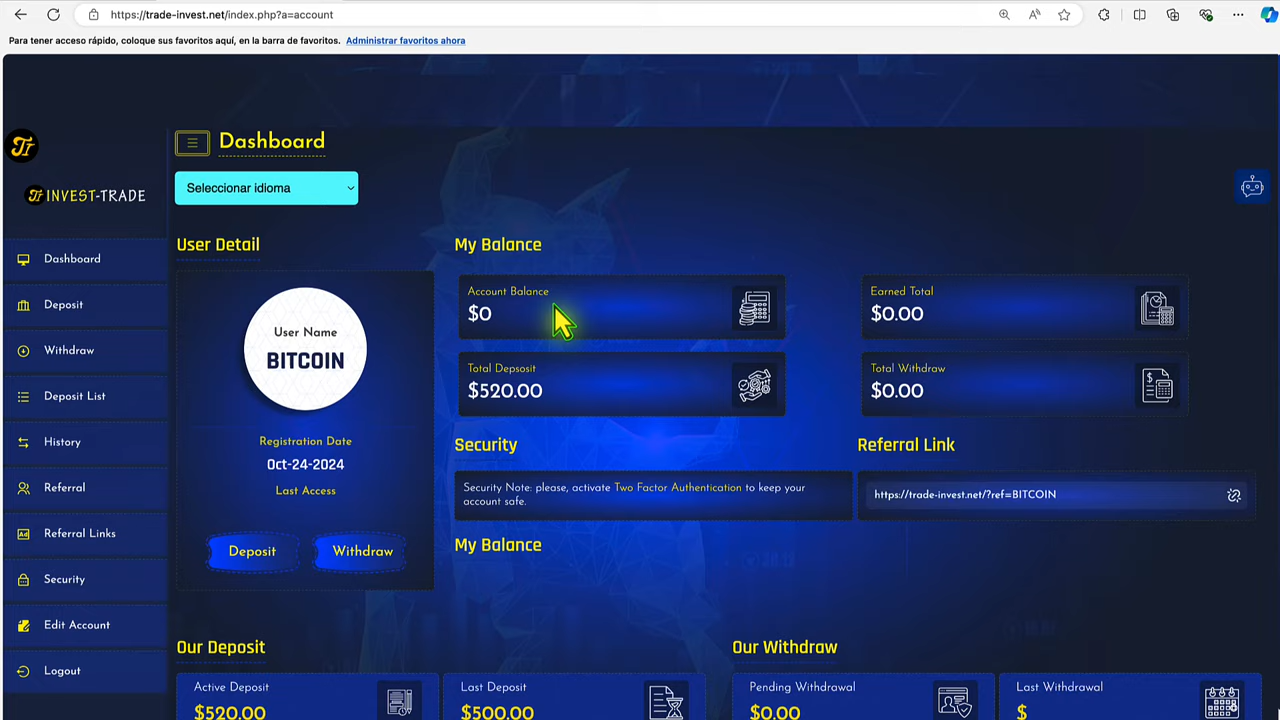 https://trade-invest.net/index.php?a=account
Para tener acceso rápido, coloque sus favoritos aquí, en la barra de favoritos. Administrar favoritos ahora
Dashboard
Seleccionar idioma
INVEST-TRADE
Dashboard
Deposit
Withdraw
Deposit List
History
Referral
Referral Links
Security
Edit Account
Logout
User Detail
User Name
BITCOIN
Registration Date
Oct-24-2024
Last Access
Deposit
Withdraw
My Balance
Account Balance
$0
Earned Total
$0.00
Total Depsosit
$520.00
Total Withdraw
$0.00
Security
Security Note: please, activate Two Factor Authentication to keep your
account safe.
Referral Link
https://trade-invest.net/?ref=BITCOIN
My Balance
Our Deposit
Active Deposit
$520.00
Last Deposit
$500.00
Our Withdraw
Pending Withdrawal
$0.00
Last Withdrawal
$